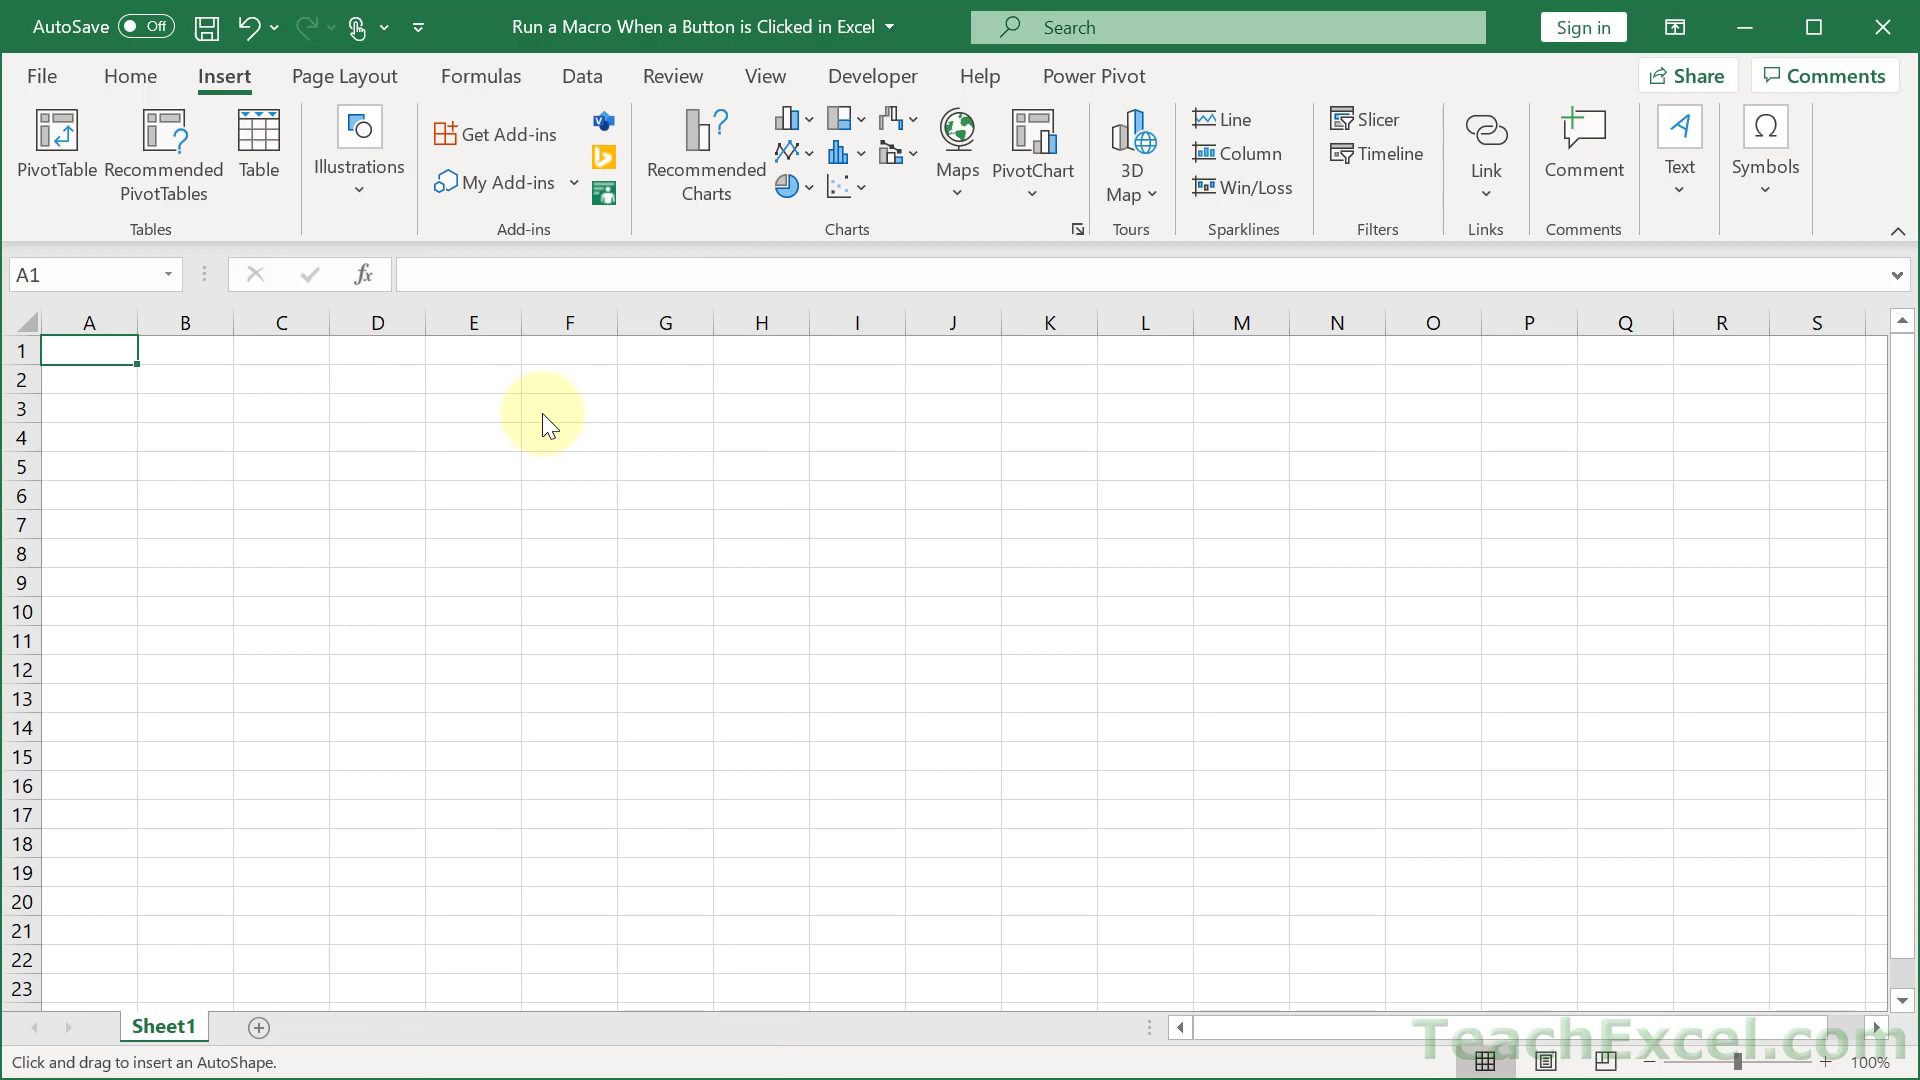 AutoSave Off Run a Macro When a Button is Clicked in Excel Search Sign in
File Home Insert Page Layout Formulas Data Review View Developer Help Power Pivot Share Comments
PivotTable
Recommended
PivotTables
Table
Tables
Illustrations
Get Add-ins
My Add-ins
Add-ins
Recommended
Charts
Maps
PivotChart
Charts
3D
Map
Tours
Line
Column
Win/Loss
Sparklines
Slicer
Timeline
Filters
Link
Links
Comment
Comments
Text
Symbols
A1 fx
A B C D E F G H I J K L M N O P Q R S
1
2
3
4
5
6
7
8
9
10
11
12
13
14
15
16
17
18
19
20
21
22
23
Sheet1
TeachExcel.com
Click and drag to insert an AutoShape. 100%